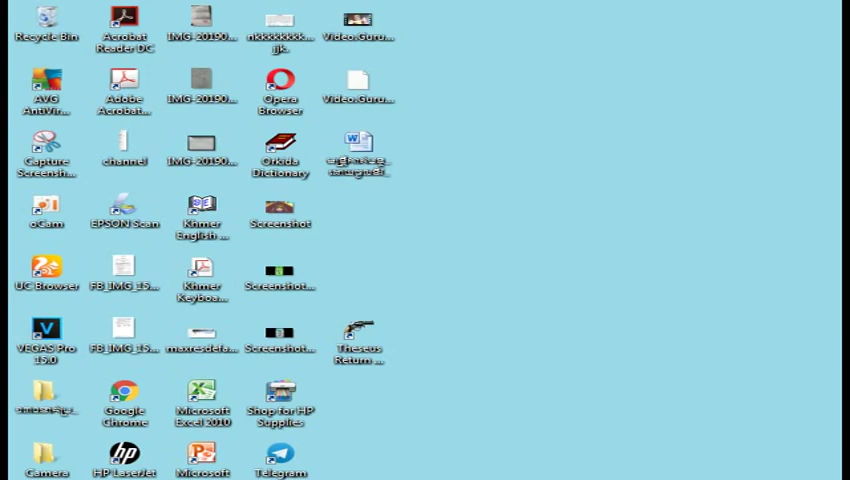 Recycle Bin
Acrobat
Reader DC
IMG-20190...
nkkkkkkkk...
ijk.
Video.Guru...
AVG
AntiVir...
Adobe
Acrobat...
IMG-20190...
Opera
Browser
Video.Guru...
Capture
Screensh...
channel
IMG-20190...
Orkida
Dictionary
oCam
EPSON Scan
Khmer
English ...
Screenshot
UC Browser
FB_IMG_15...
Khmer
Keyboa...
Screenshot...
VEGAS Pro
15.0
FB_IMG_15...
maxresdefa...
Screenshot...
Theseus
Return ...
Google
Chrome
Microsoft
Excel 2010
Shop for HP
Supplies
Camera
HP LaserJet
Microsoft
Telegram